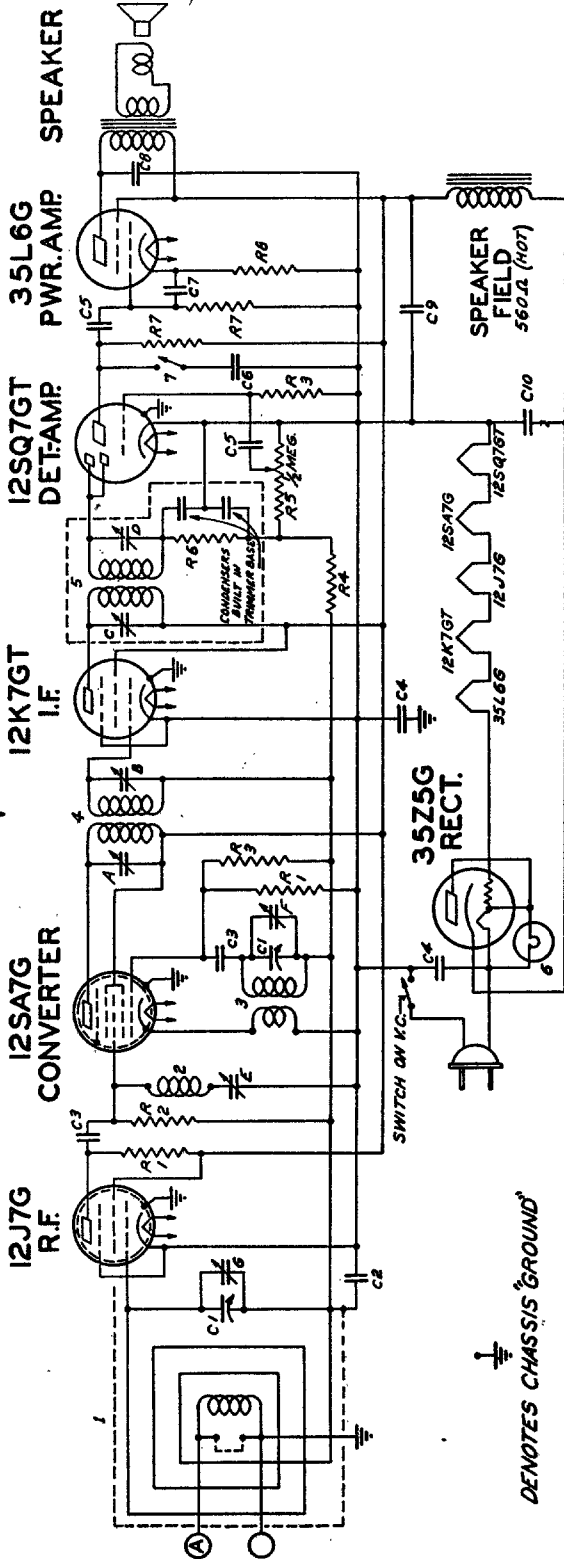 12J7G
R.F.
12SA7G
CONVERTER
12K7GT
I.F.
12SQ7GT
DET-AMP.
35L6G
PWR. AMP.
SPEAKER
1
A
C1
G
C2
C3
R1
R2
2
E
3
C3
C1
F
R1
R3
4
A
B
C4
5
C
D
R6
CONDENSERS
BUILT IN
TRIMMER BASE
R4
R5
½ MEG.
C5
R3
7
C6
R7
C5
R7
C7
R8
C8
C9
SPEAKER
FIELD
560Ω (HOT)
C10
SWITCH ON V.C.
C4
35Z5G
RECT.
6
35L6G
12K7GT
12J7G
12SA7G
12SQ7GT
DENOTES CHASSIS "GROUND"